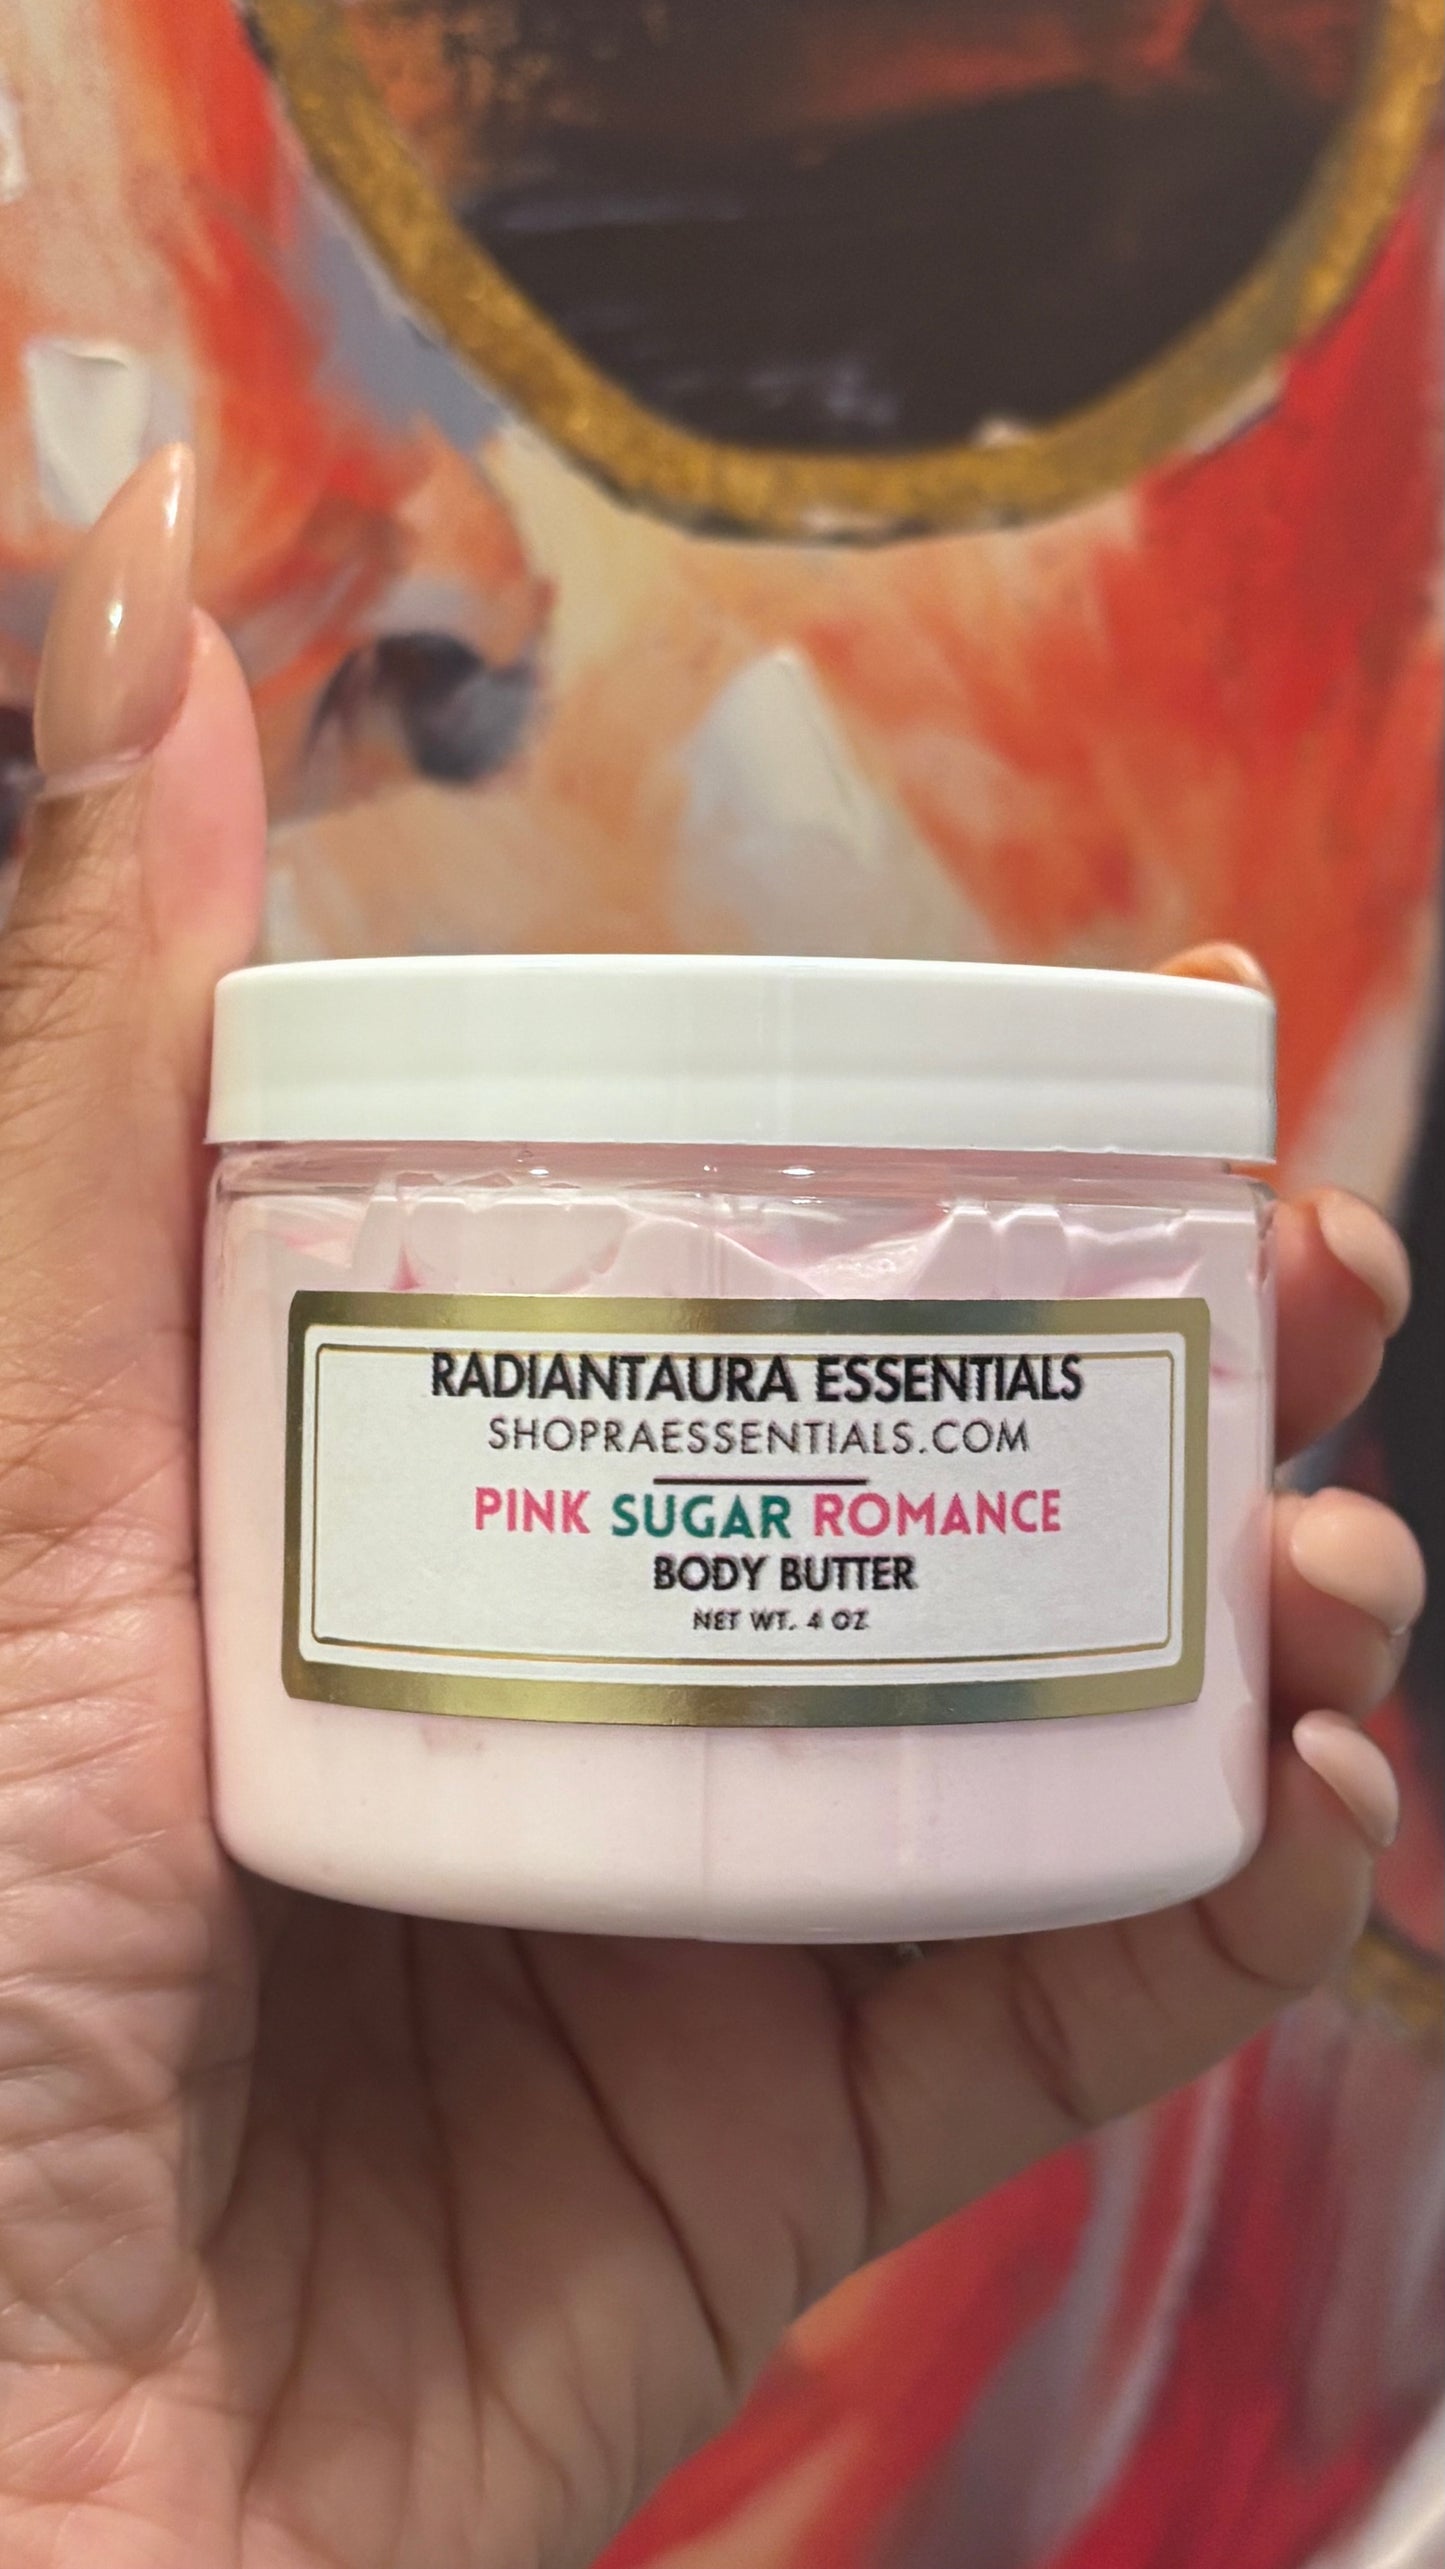 RADIANTAURA ESSENTIALS
SHOPRAESSENTIALS.COM
PINK SUGAR ROMANCE
BODY BUTTER
NET WT. 4 OZ